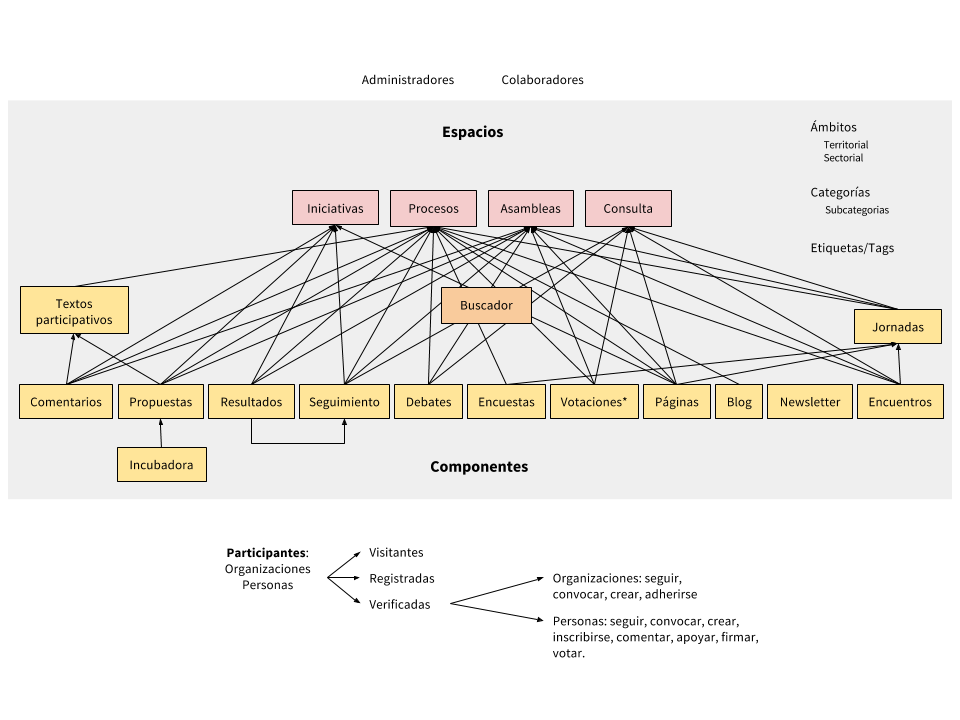 Administradores
Colaboradores
Espacios
Ámbitos
Territorial
Sectorial
Categorías
Subcategorias
Etiquetas/Tags
Iniciativas
Procesos
Asambleas
Consulta
Textos
participativos
Buscador
Jornadas
Comentarios
Propuestas
Resultados
Seguimiento
Debates
Encuestas
Votaciones*
Páginas
Blog
Newsletter
Encuentros
Incubadora
Componentes
Participantes:
Organizaciones
Personas
Visitantes
Registradas
Verificadas
Organizaciones: seguir,
convocar, crear, adherirse
Personas: seguir, convocar, crear,
inscribirse, comentar, apoyar, firmar,
votar.